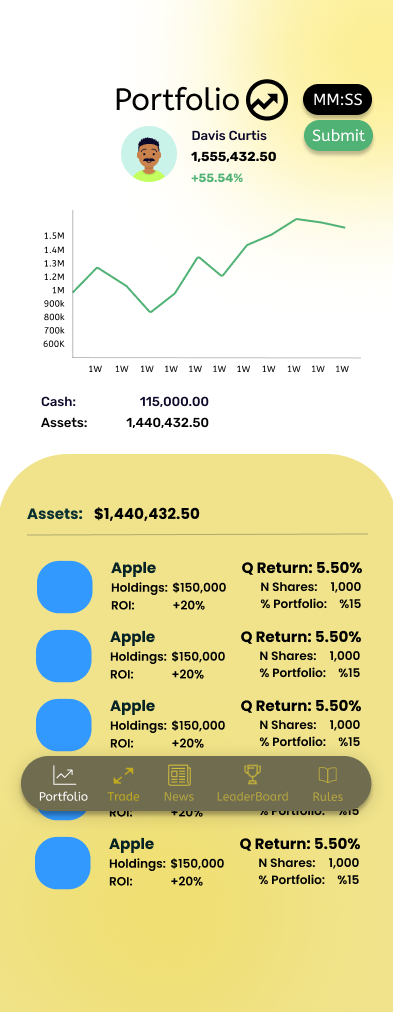 Portfolio
MM:SS
Submit
Davis Curtis
1,555,432.50
+55.54%
1.5M
1.4M
1.3M
1.2M
1M
900k
800k
700k
600K
1W 1W 1W 1W 1W 1W 1W 1W 1W 1W 1W
Cash: 115,000.00
Assets: 1,440,432.50
Assets: $1,440,432.50
Apple Q Return: 5.50%
Holdings: $150,000 N Shares: 1,000
ROI: +20% % Portfolio: %15
Apple Q Return: 5.50%
Holdings: $150,000 N Shares: 1,000
ROI: +20% % Portfolio: %15
Apple Q Return: 5.50%
Holdings: $150,000 N Shares: 1,000
ROI: +20% % Portfolio: %15
Portfolio Trade News LeaderBoard Rules
ROI: +20% % Portfolio: %15
Apple Q Return: 5.50%
Holdings: $150,000 N Shares: 1,000
ROI: +20% % Portfolio: %15